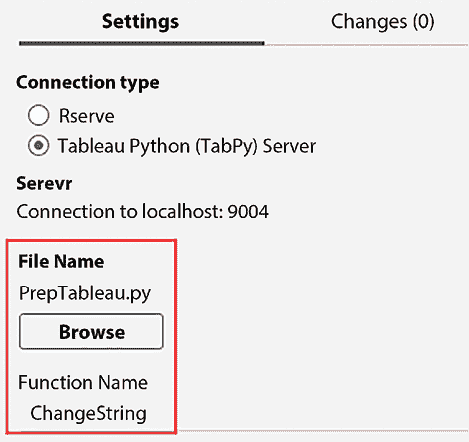 Settings
Changes (0)
Connection type
Rserve
Tableau Python (TabPy) Server
Serevr
Connection to localhost: 9004
File Name
PrepTableau.py
Browse
Function Name
ChangeString